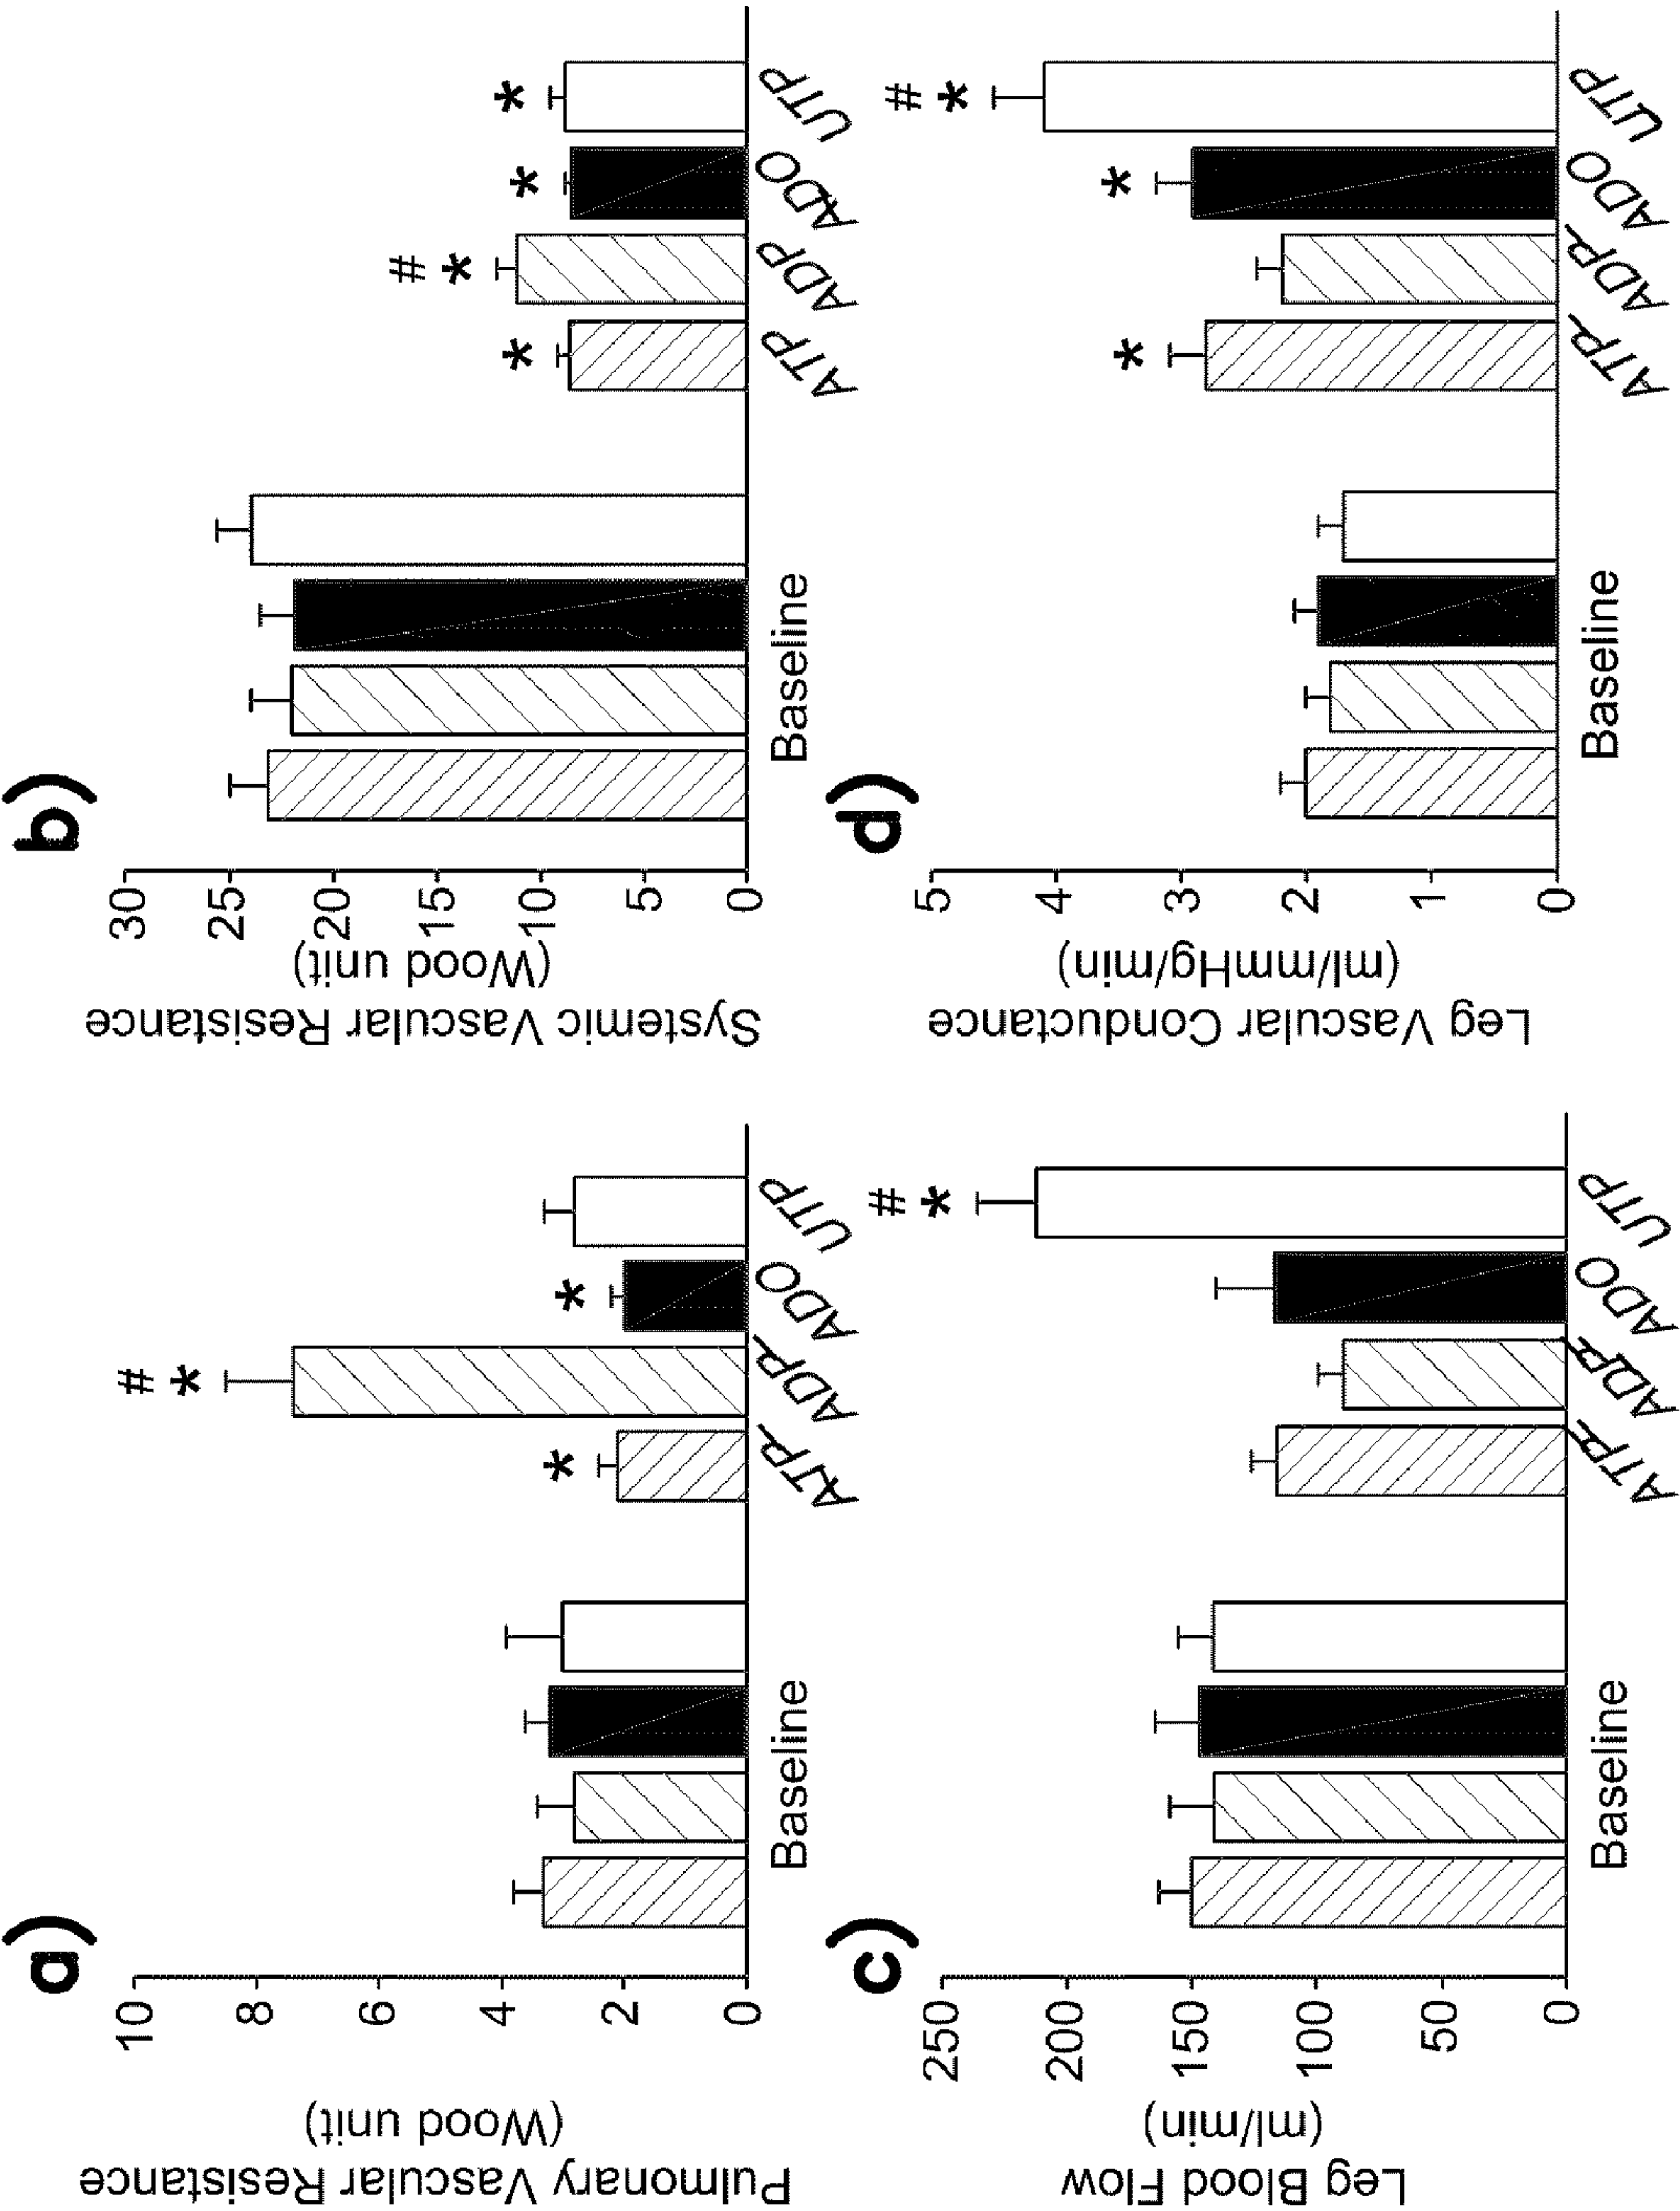 a)
Pulmonary Vascular Resistance
(Wood unit)
10
8
6
4
2
0
Baseline
*
#
*
*
ATP
ADP
ADO
UTP
b)
Systemic Vascular Resistance
(Wood unit)
30
25
20
15
10
5
0
Baseline
*
#
*
*
*
ATP
ADP
ADO
UTP
c)
Leg Blood Flow
(ml/min)
250
200
150
100
50
0
Baseline
#
*
ATP
ADP
ADO
UTP
d)
Leg Vascular Conductance
(ml/mmHg/min)
5
4
3
2
1
0
Baseline
*
*
#
*
ATP
ADP
ADO
UTP